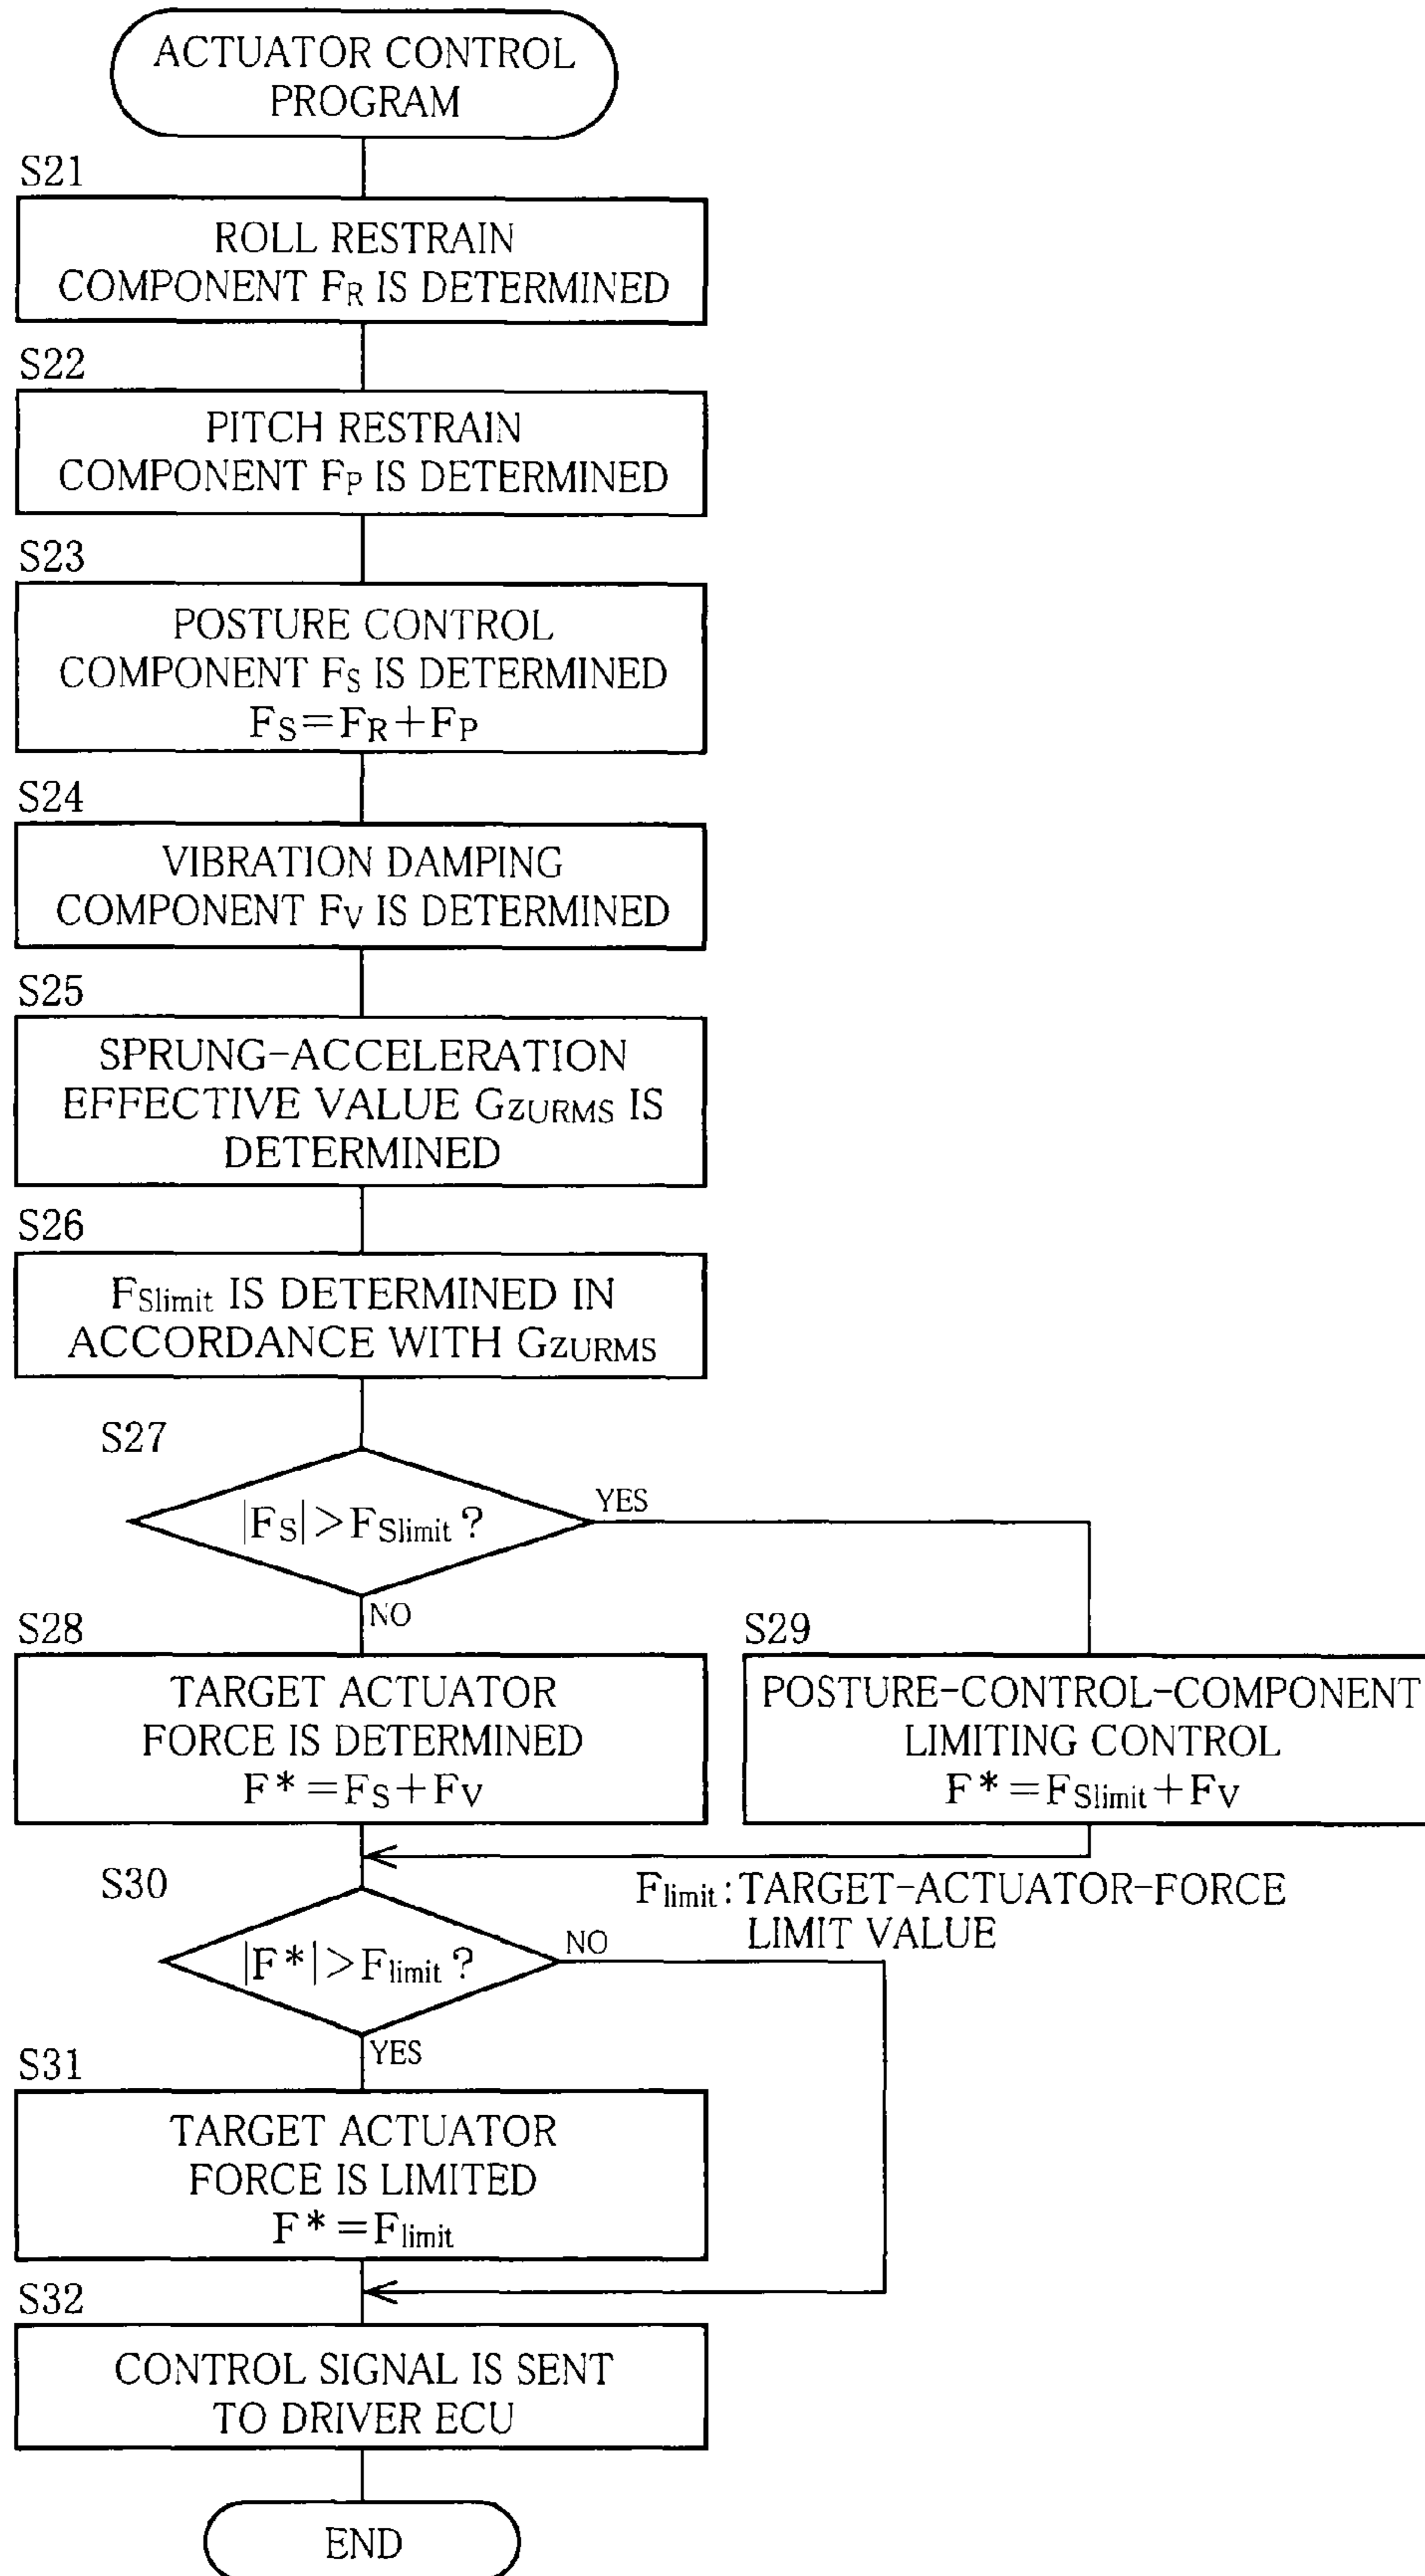 ACTUATOR CONTROL
PROGRAM
S21
ROLL RESTRAIN
COMPONENT FR IS DETERMINED
S22
PITCH RESTRAIN
COMPONENT FP IS DETERMINED
S23
POSTURE CONTROL
COMPONENT FS IS DETERMINED
FS=FR+FP
S24
VIBRATION DAMPING
COMPONENT FV IS DETERMINED
S25
SPRUNG-ACCELERATION
EFFECTIVE VALUE GZURMS IS
DETERMINED
S26
FSlimit IS DETERMINED IN
ACCORDANCE WITH GZURMS
S27
|FS|>FSlimit ?
YES
NO
S28
TARGET ACTUATOR
FORCE IS DETERMINED
F*=FS+FV
S29
POSTURE-CONTROL-COMPONENT
LIMITING CONTROL
F*=FSlimit+FV
Flimit:TARGET-ACTUATOR-FORCE
LIMIT VALUE
S30
|F*|>Flimit ?
NO
YES
S31
TARGET ACTUATOR
FORCE IS LIMITED
F*=Flimit
S32
CONTROL SIGNAL IS SENT
TO DRIVER ECU
END